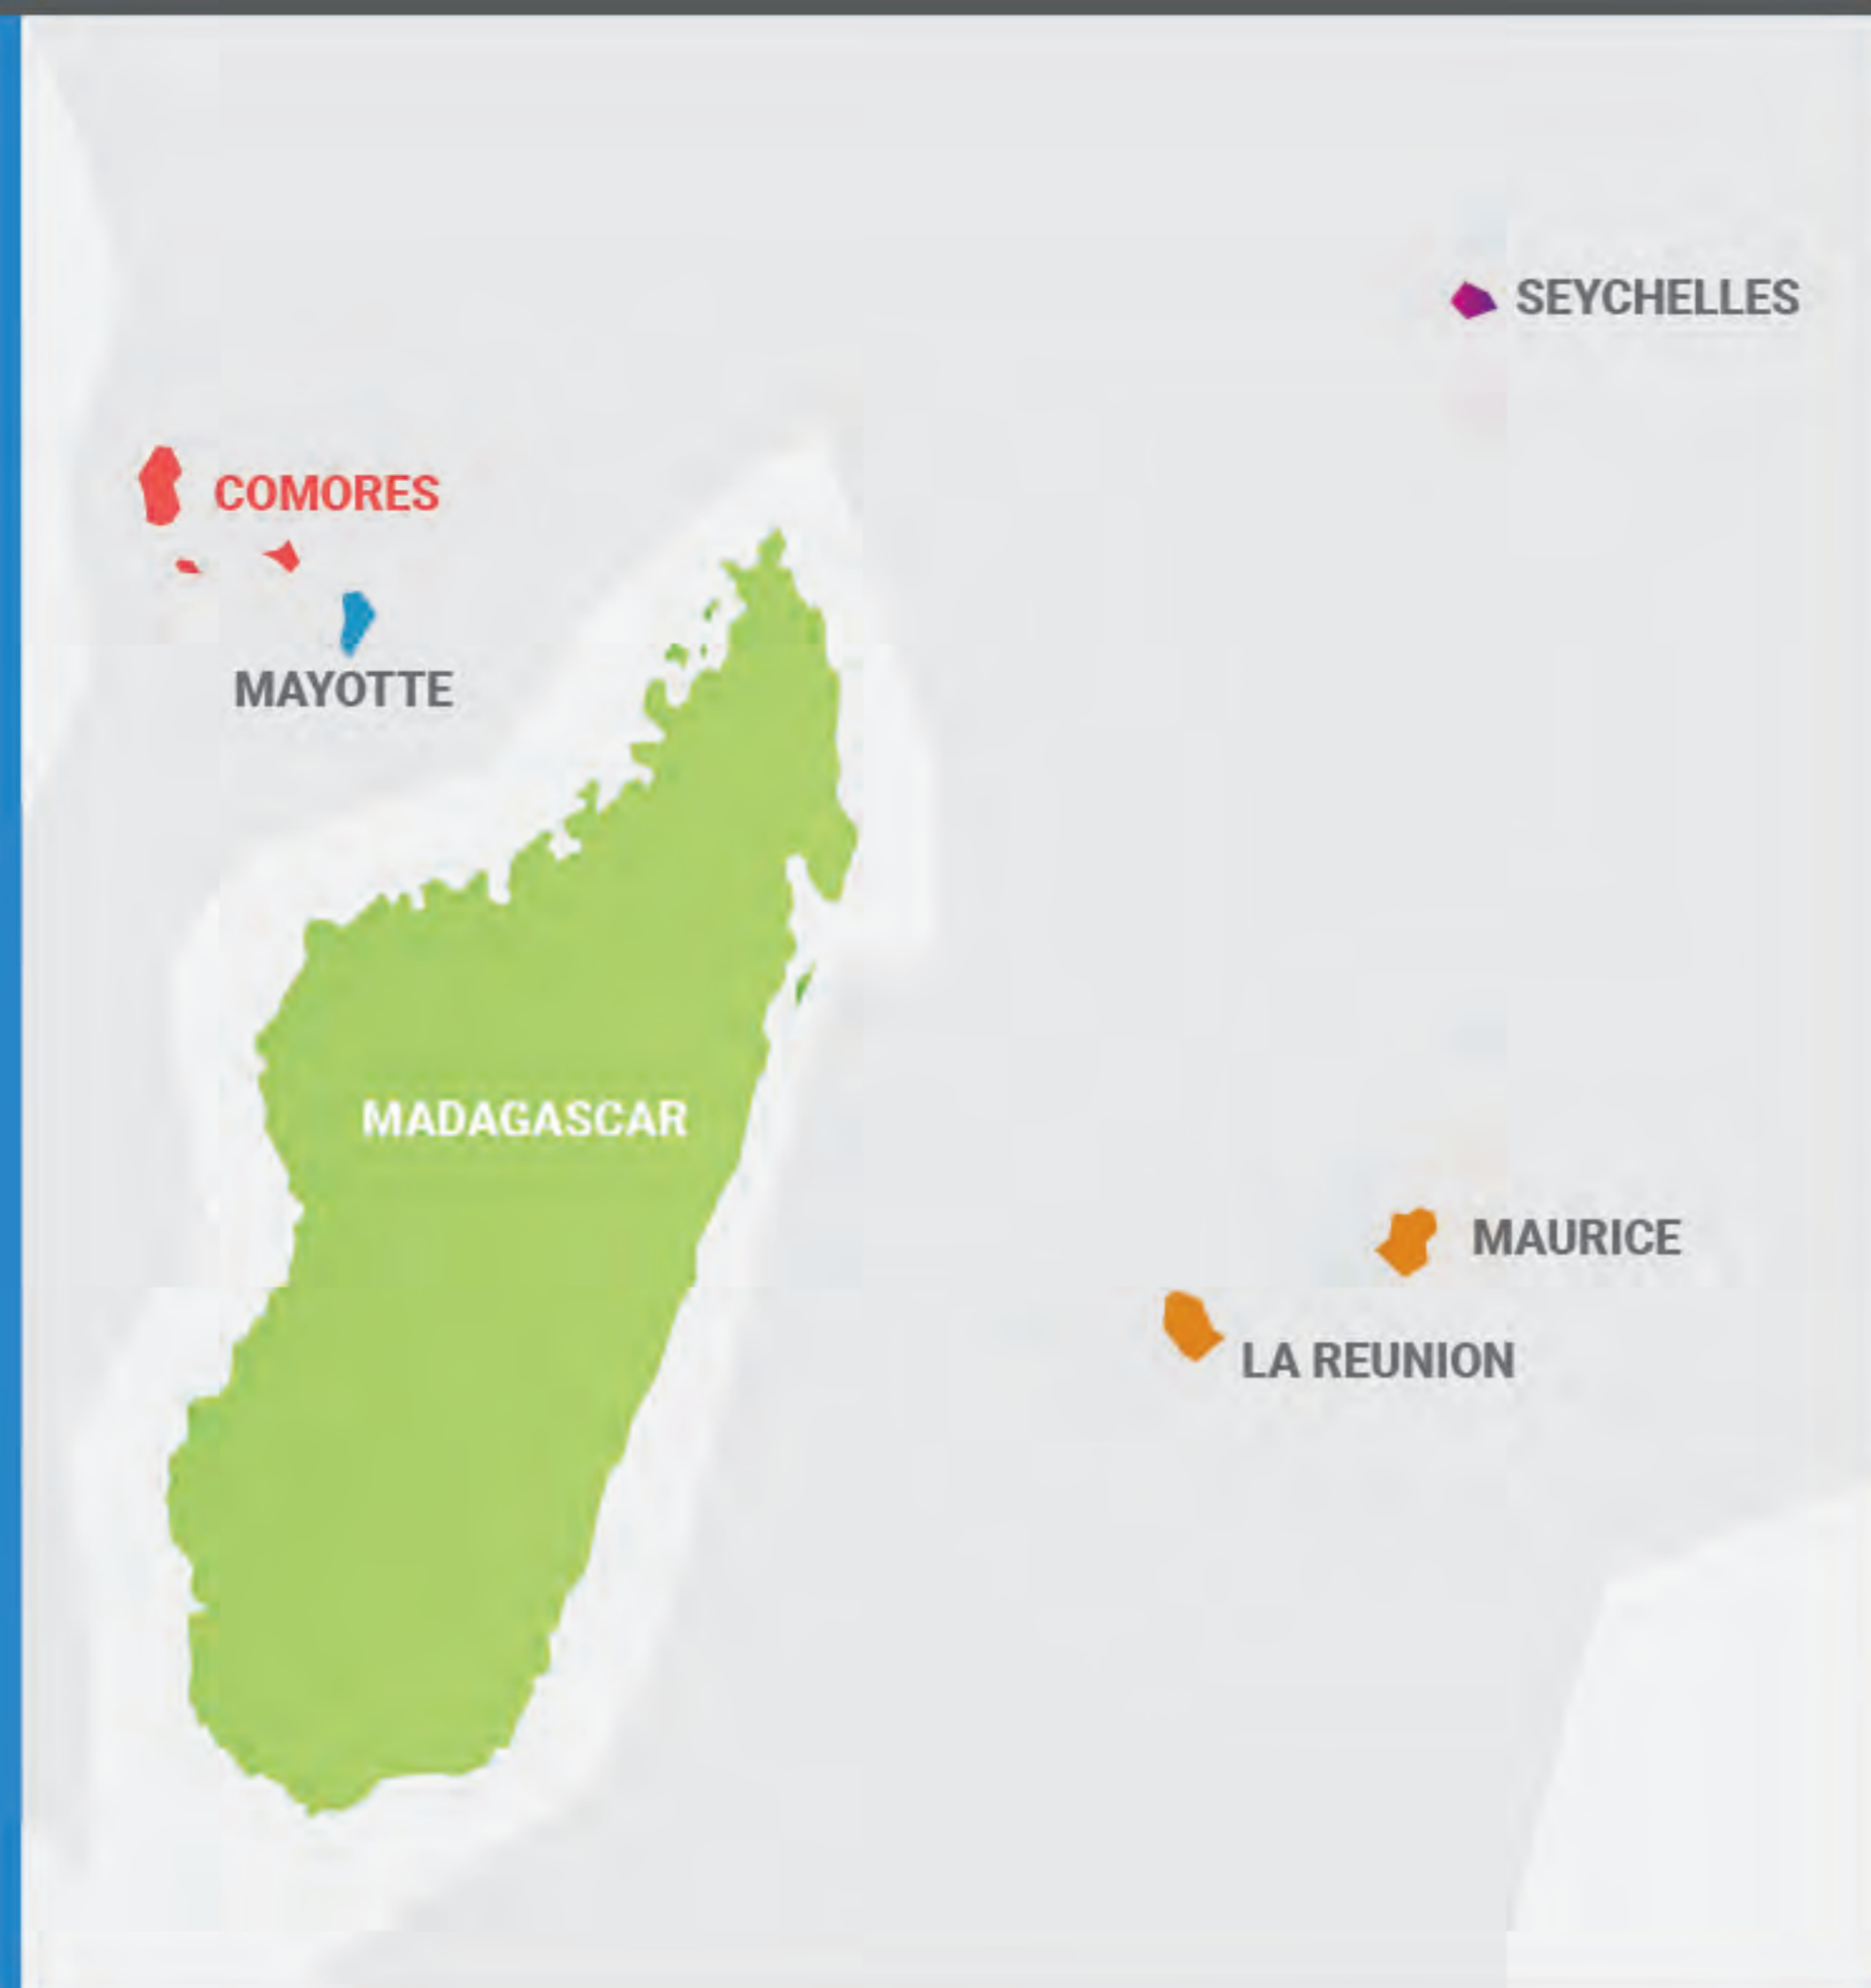 SEYCHELLES
COMORES
MAYOTTE
MADAGASCAR
MAURICE
LA REUNION